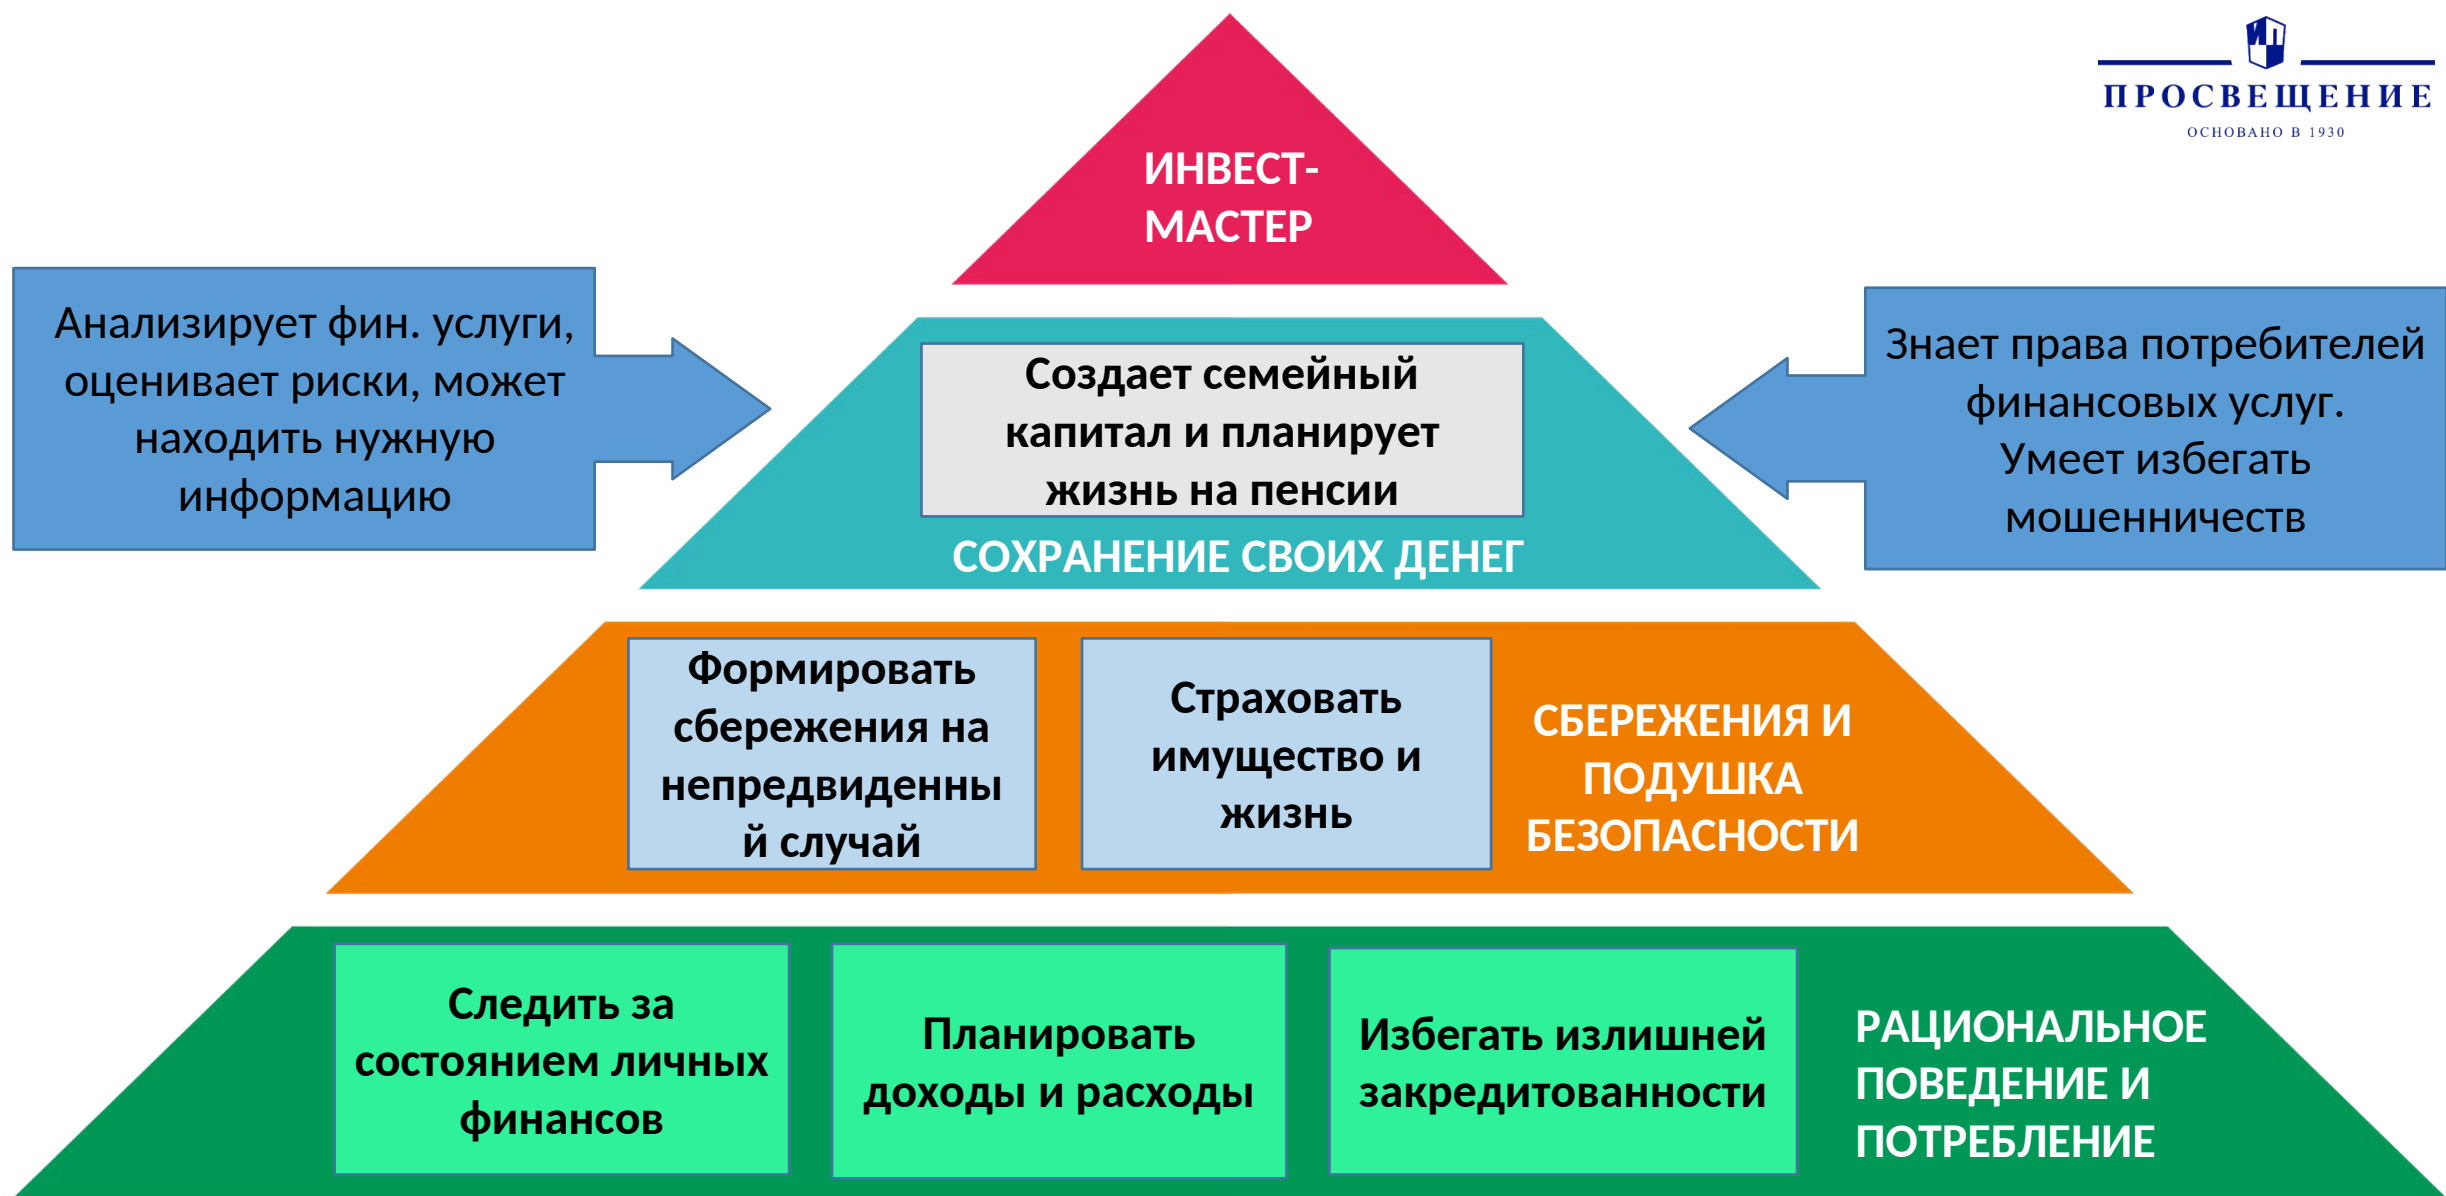 ИП
ПРОСВЕЩЕНИЕ
ОСНОВАНО В 1930
ИНВЕСТ-
МАСТЕР
Анализирует фин. услуги,
оценивает риски, может
находить нужную
информацию
Создает семейный
капитал и планирует
жизнь на пенсии
СОХРАНЕНИЕ СВОИХ ДЕНЕГ
Знает права потребителей
финансовых услуг.
Умеет избегать
мошенничеств
Формировать
сбережения на
непредвиденны
й случай
Страховать
имущество и
жизнь
СБЕРЕЖЕНИЯ И
ПОДУШКА
БЕЗОПАСНОСТИ
Следить за
состоянием личных
финансов
Планировать
доходы и расходы
Избегать излишней
закредитованности
РАЦИОНАЛЬНОЕ
ПОВЕДЕНИЕ И
ПОТРЕБЛЕНИЕ